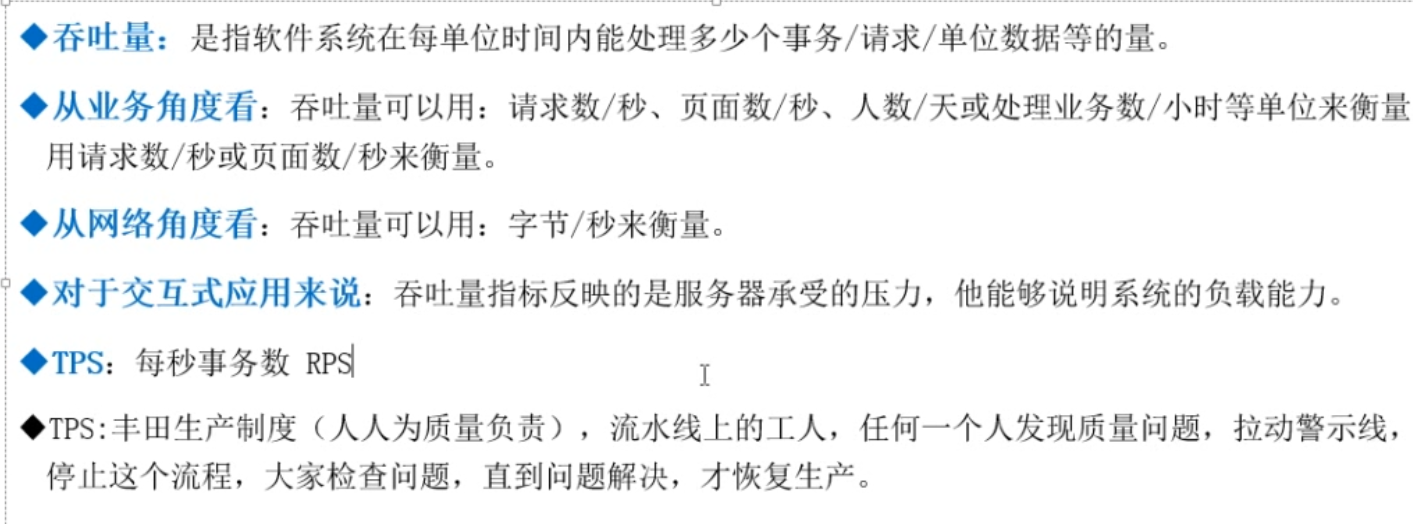 ◆吞吐量：是指软件系统在每单位时间内能处理多少个事务/请求/单位数据等的量。
◆从业务角度看：吞吐量可以用：请求数/秒、页面数/秒、人数/天或处理业务数/小时等单位来衡量
用请求数/秒或页面数/秒来衡量。
◆从网络角度看：吞吐量可以用：字节/秒来衡量。
◆对于交互式应用来说：吞吐量指标反映的是服务器承受的压力，他能够说明系统的负载能力。
◆TPS：每秒事务数 RPS
◆TPS:丰田生产制度（人人为质量负责），流水线上的工人，任何一个人发现质量问题，拉动警示线，
停止这个流程，大家检查问题，直到问题解决，才恢复生产。